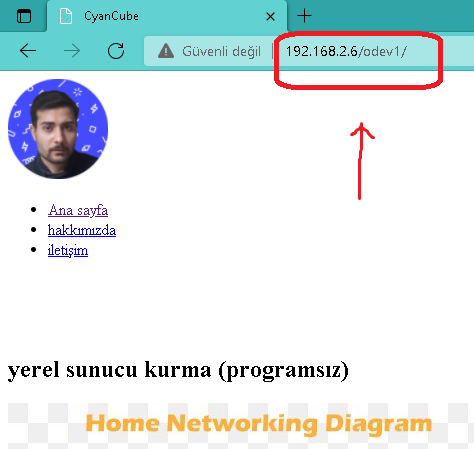 CyanCube
Güvenli değil 192.168.2.6/odev1/
Ana sayfa
hakkımızda
iletişim
yerel sunucu kurma (programsız)
Home Networking Diagram